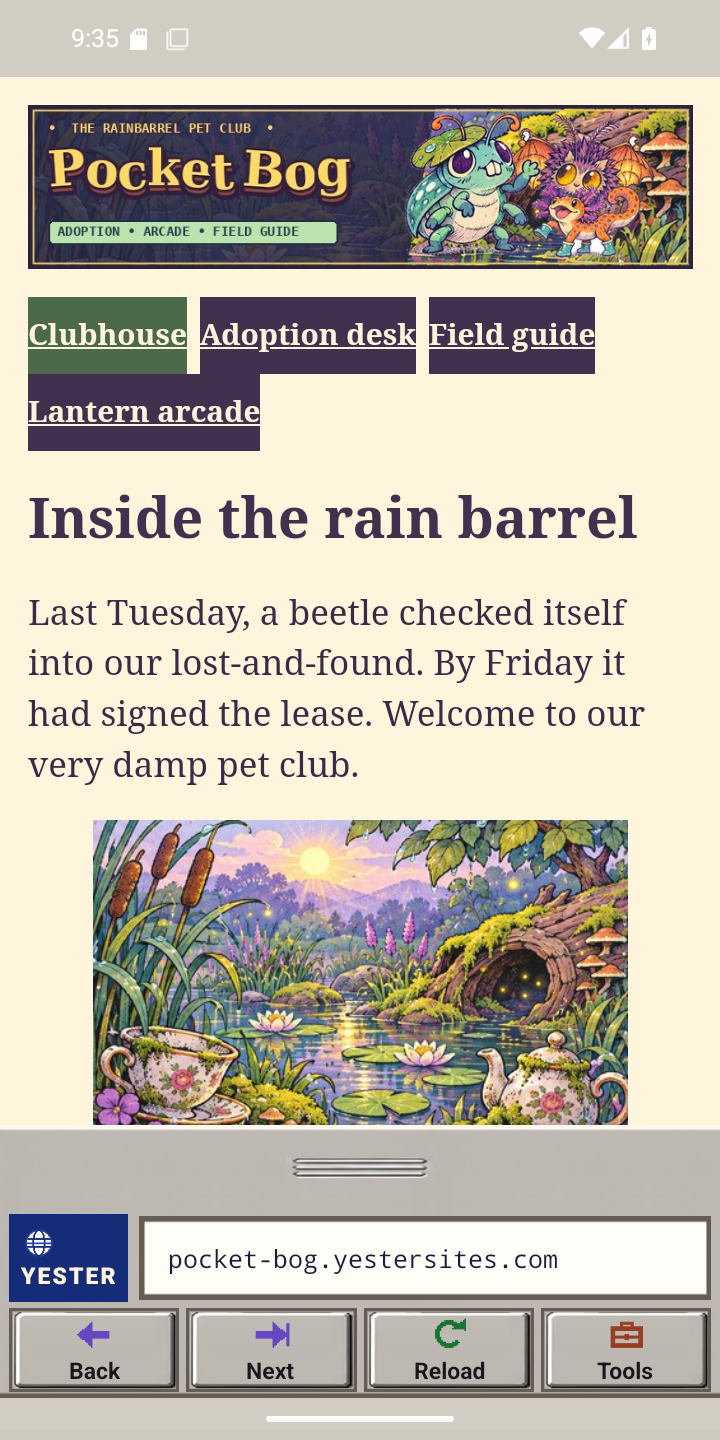 9:35
• THE RAINBARREL PET CLUB •
Pocket Bog
ADOPTION • ARCADE • FIELD GUIDE
Clubhouse Adoption desk Field guide
Lantern arcade
Inside the rain barrel
Last Tuesday, a beetle checked itself
into our lost-and-found. By Friday it
had signed the lease. Welcome to our
very damp pet club.
YESTER
pocket-bog.yestersites.com
Back Next Reload Tools